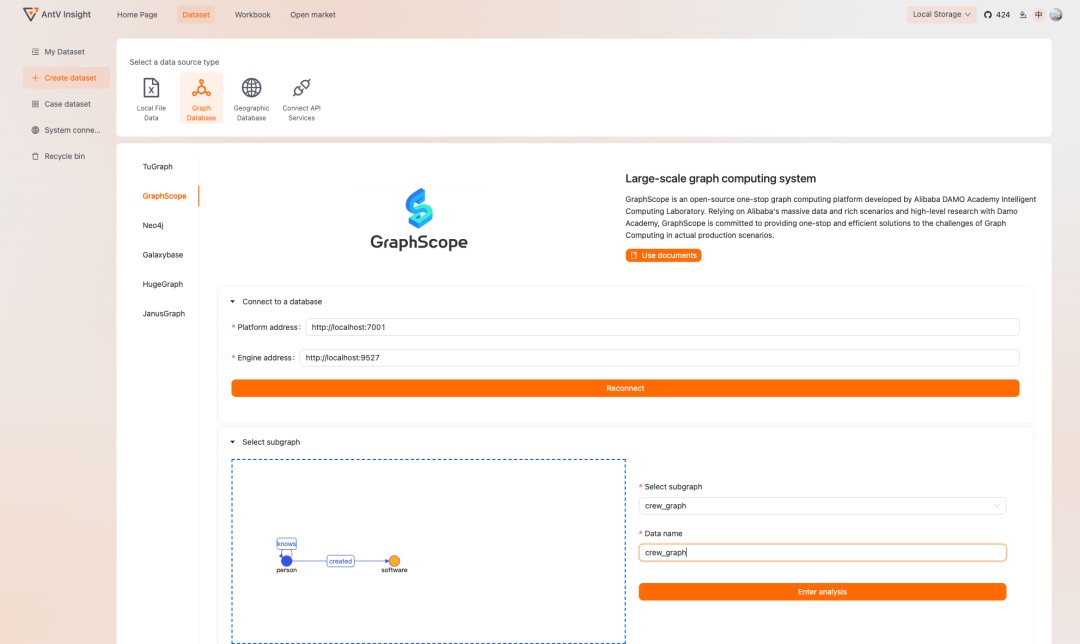 AntV Insight
Home Page
Dataset
Workbook
Open market
Local Storage
424
中
My Dataset
Create dataset
Case dataset
System conne...
Recycle bin
Select a data source type
Local File
Data
Graph
Database
Geographic
Database
Connect API
Services
TuGraph
GraphScope
Neo4j
Galaxybase
HugeGraph
JanusGraph
GraphScope
Large-scale graph computing system
GraphScope is an open-source one-stop graph computing platform developed by Alibaba DAMO Academy Intelligent
Computing Laboratory. Relying on Alibaba's massive data and rich scenarios and high-level research with Damo
Academy, GraphScope is committed to providing one-stop and efficient solutions to the challenges of Graph
Computing in actual production scenarios.
Use documents
Connect to a database
* Platform address: http://localhost:7001
* Engine address: http://localhost:9527
Reconnect
Select subgraph
knows
created
person
software
* Select subgraph
crew_graph
* Data name
crew_graph
Enter analysis